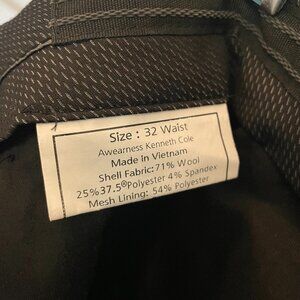 Size : 32 Waist
Awearness Kenneth Cole
Made in Vietnam
Shell Fabric:71% Wool
25%37.5®Polyester 4% Spandex
Mesh Lining: 54% Polyester